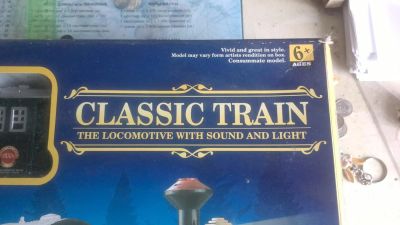 Vivid and great in style.
Model may vary form artists rendition on box.
Consummate model.
6+
AGES
CLASSIC TRAIN
THE LOCOMOTIVE WITH SOUND AND LIGHT